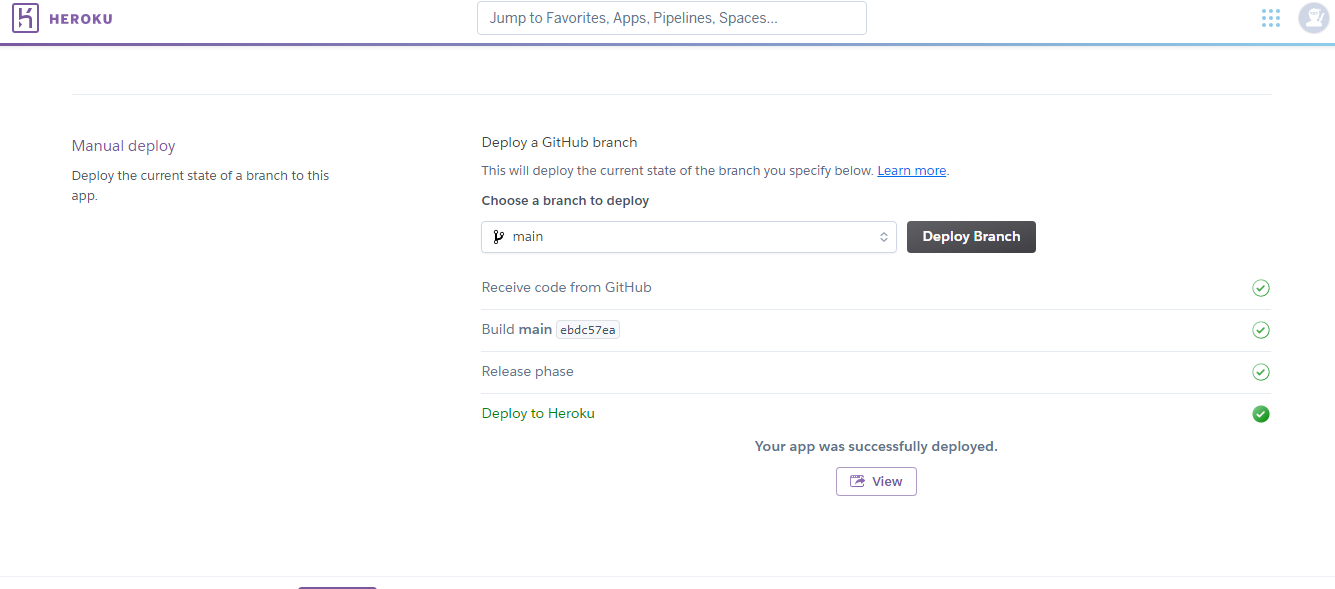 HEROKU
Jump to Favorites, Apps, Pipelines, Spaces...
Manual deploy
Deploy the current state of a branch to this
app.
Deploy a GitHub branch
This will deploy the current state of the branch you specify below. Learn more.
Choose a branch to deploy
main
Deploy Branch
Receive code from GitHub
Build main ebdc57ea
Release phase
Deploy to Heroku
Your app was successfully deployed.
View